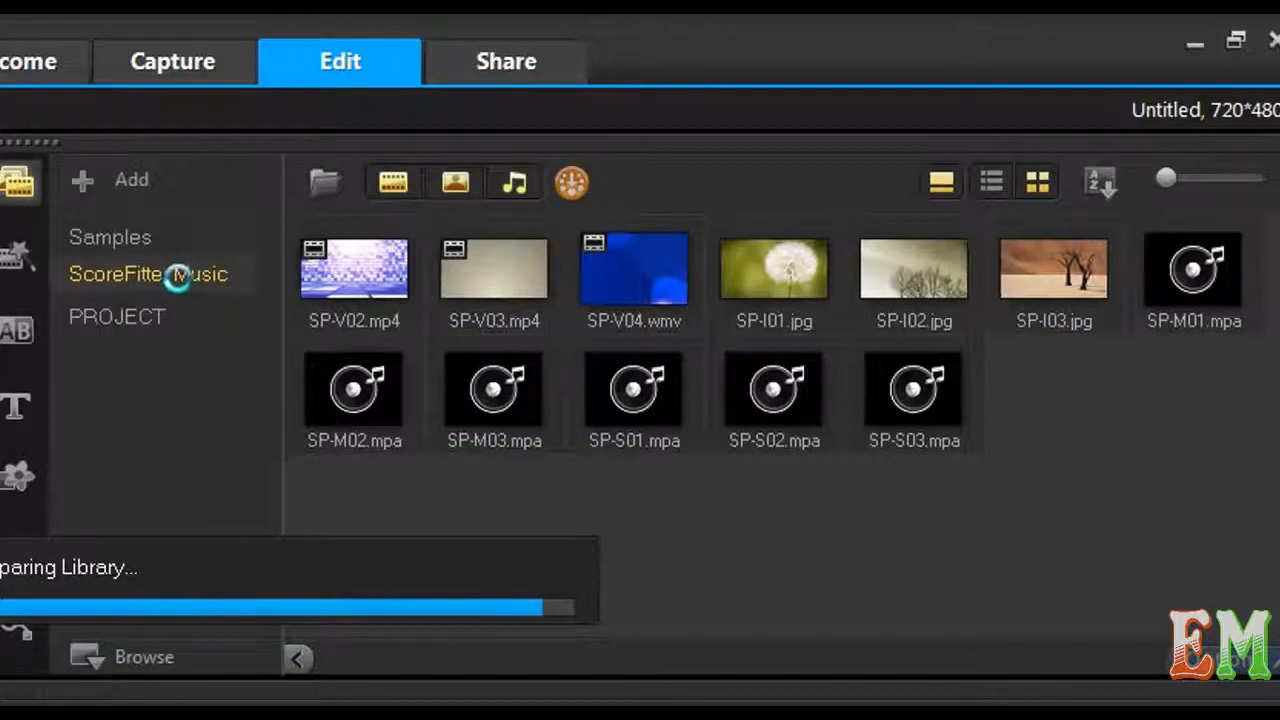 come Capture Edit Share
Untitled, 720*480
Add
Samples
ScoreFitter Music
PROJECT
SP-V02.mp4 SP-V03.mp4 SP-V04.wmv SP-I01.jpg SP-I02.jpg SP-I03.jpg SP-M01.mpa
SP-M02.mpa SP-M03.mpa SP-S01.mpa SP-S02.mpa SP-S03.mpa
paring Library...
Browse
EM